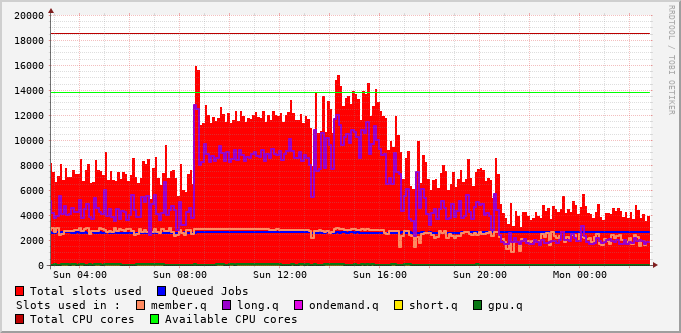 20000
18000
16000
14000
12000
10000
8000
6000
4000
2000
0
Sun 04:00 Sun 08:00 Sun 12:00 Sun 16:00 Sun 20:00 Mon 00:00
RRDTOOL / TOBI OETIKER
Total slots used Queued Jobs
Slots used in : member.q long.q ondemand.q short.q gpu.q
Total CPU cores Available CPU cores